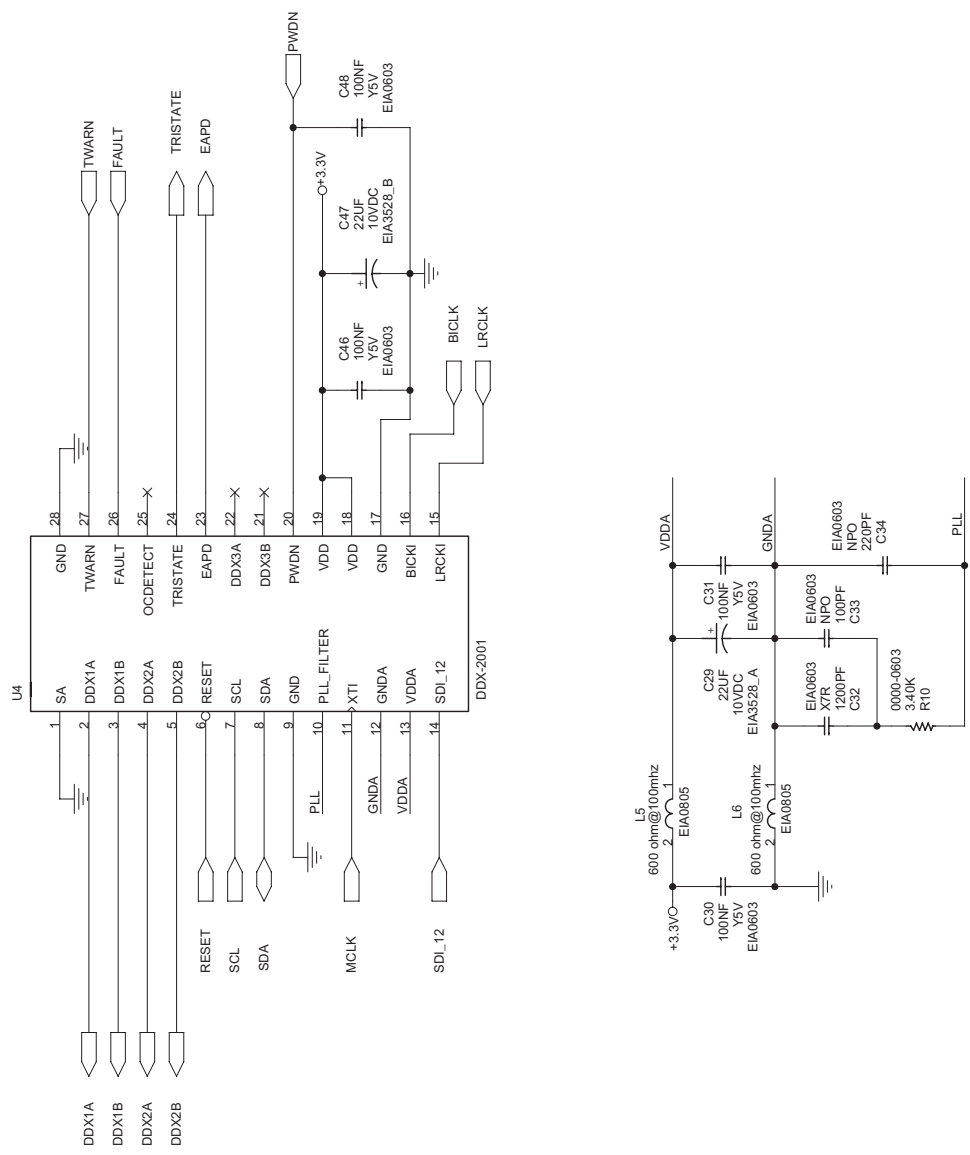 U4
DDX-2001
1
SA
2
DDX1A
3
DDX1B
4
DDX2A
5
DDX2B
6
RESET
7
SCL
8
SDA
9
GND
10
PLL_FILTER
11
XTI
12
GNDA
13
VDDA
14
SDI_12
28
GND
27
TWARN
26
FAULT
25
OCDETECT
24
TRISTATE
23
EAPD
22
DDX3A
21
DDX3B
20
PWDN
19
VDD
18
VDD
17
GND
16
BICKI
15
LRCKI
DDX1A
DDX1B
DDX2A
DDX2B
RESET
SCL
SDA
PLL
MCLK
GNDA
VDDA
SDI_12
TWARN
FAULT
TRISTATE
EAPD
PWDN
C48
100NF
Y5V
EIA0603
+3.3V
C47
22UF
10VDC
EIA3528_B
+
C46
100NF
Y5V
EIA0603
BICLK
LRCLK
+3.3V
C30
100NF
Y5V
EIA0603
L5
600 ohm@100mhz
2
1
EIA0805
L6
600 ohm@100mhz
2
1
EIA0805
C29
22UF
10VDC
EIA3528_A
+
C31
100NF
Y5V
EIA0603
VDDA
GNDA
EIA0603
X7R
1200PF
C32
EIA0603
NPO
100PF
C33
EIA0603
NPO
220PF
C34
0000-0603
3.40K
R10
PLL